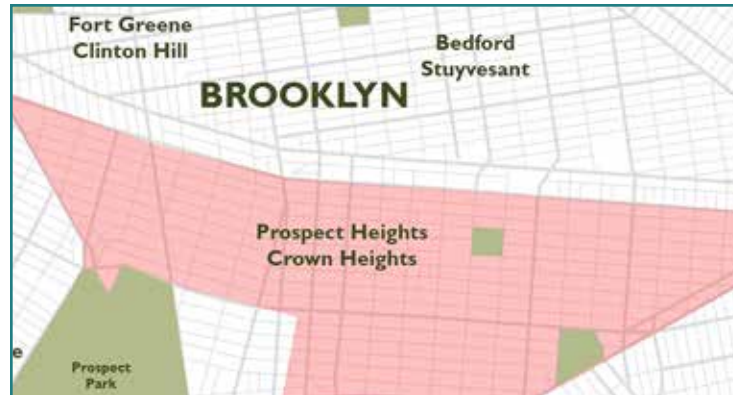 Fort Greene
Clinton Hill
Bedford
Stuyvesant
BROOKLYN
Prospect Heights
Crown Heights
e
Prospect
Park